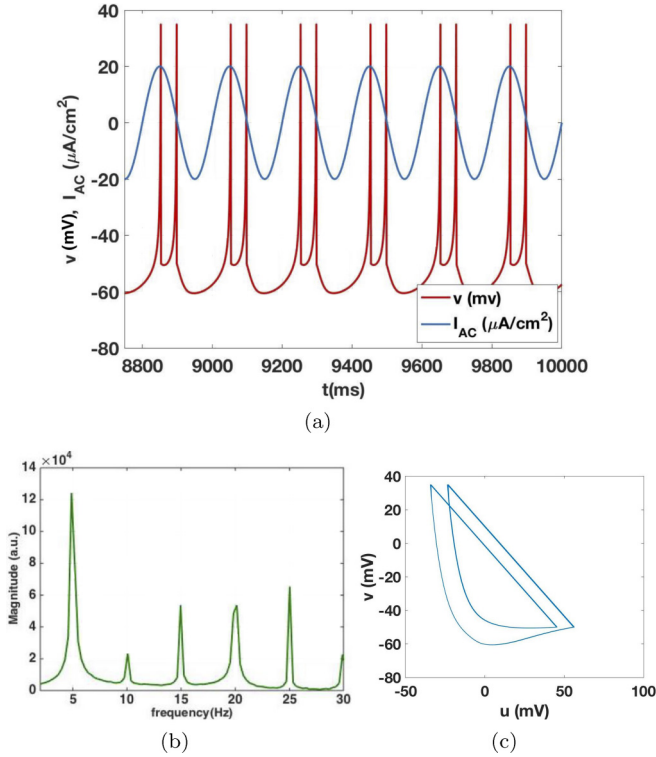 40
20
0
-20
-40
-60
-80
v (mV), I_AC (μA/cm²)
v (mv)
I_AC (μA/cm²)
8800 9000 9200 9400 9600 9800 10000
t(ms)
(a)
×10⁴
14
12
10
8
6
4
2
0
Magnitude (a.u.)
5 10 15 20 25 30
frequency(Hz)
(b)
40
20
0
-20
-40
-60
-80
v (mV)
-50 0 50 100
u (mV)
(c)